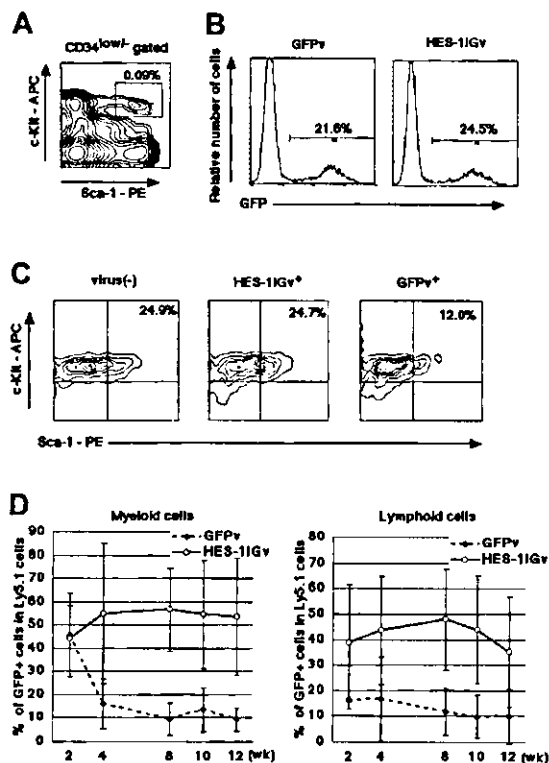 A
CD34low/- gated
0.09%
c-Kit - APC
Sca-1 - PE
B
GFPv
HES-1IGv
Relative number of cells
21.6%
24.5%
GFP
C
virus(-)
HES-1IGv+
GFPv+
24.9%
24.7%
12.0%
c-Kit - APC
Sca-1 - PE
D
Myeloid cells
GFPv
HES-1IGv
% of GFP+ cells in Ly5.1 cells
90
80
70
60
50
40
30
20
10
0
2 4 8 10 12 (wk)
Lymphoid cells
GFPv
HES-1IGv
% of GFP+ cells in Ly5.1 cells
80
70
60
50
40
30
20
10
0
2 4 8 10 12 (wk)